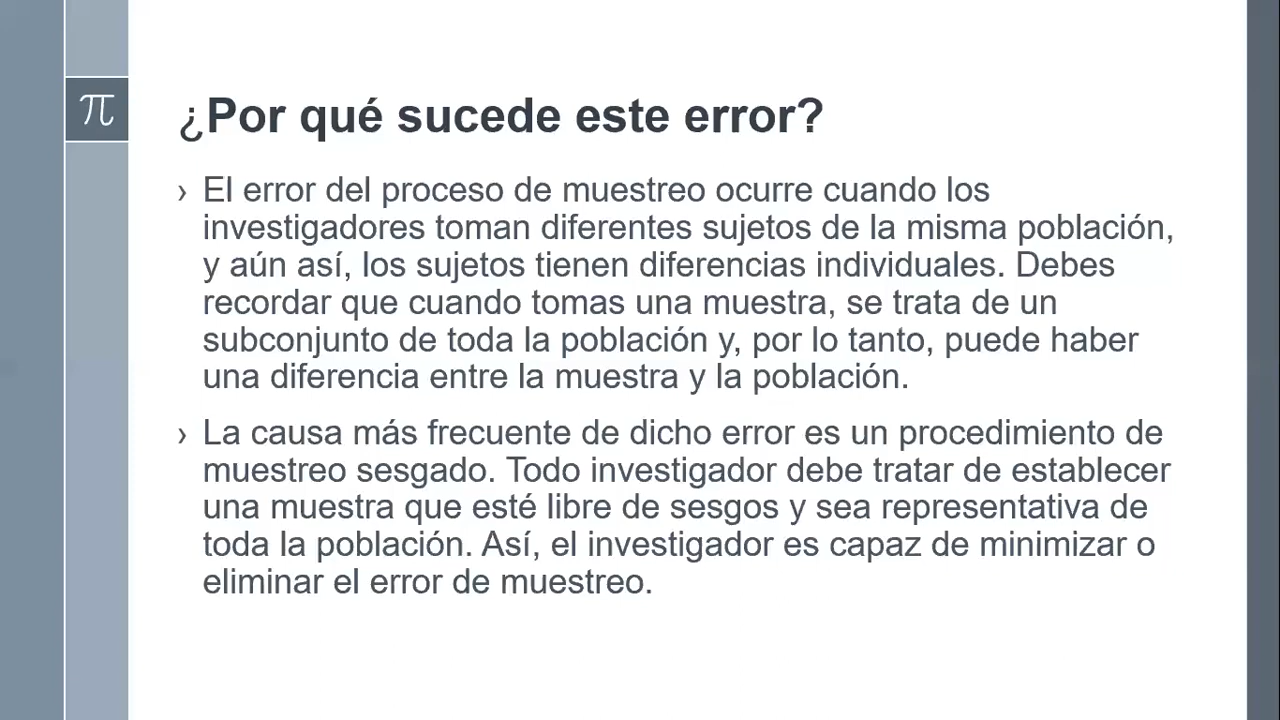 π
¿Por qué sucede este error?
› El error del proceso de muestreo ocurre cuando los
investigadores toman diferentes sujetos de la misma población,
y aún así, los sujetos tienen diferencias individuales. Debes
recordar que cuando tomas una muestra, se trata de un
subconjunto de toda la población y, por lo tanto, puede haber
una diferencia entre la muestra y la población.
› La causa más frecuente de dicho error es un procedimiento de
muestreo sesgado. Todo investigador debe tratar de establecer
una muestra que esté libre de sesgos y sea representativa de
toda la población. Así, el investigador es capaz de minimizar o
eliminar el error de muestreo.